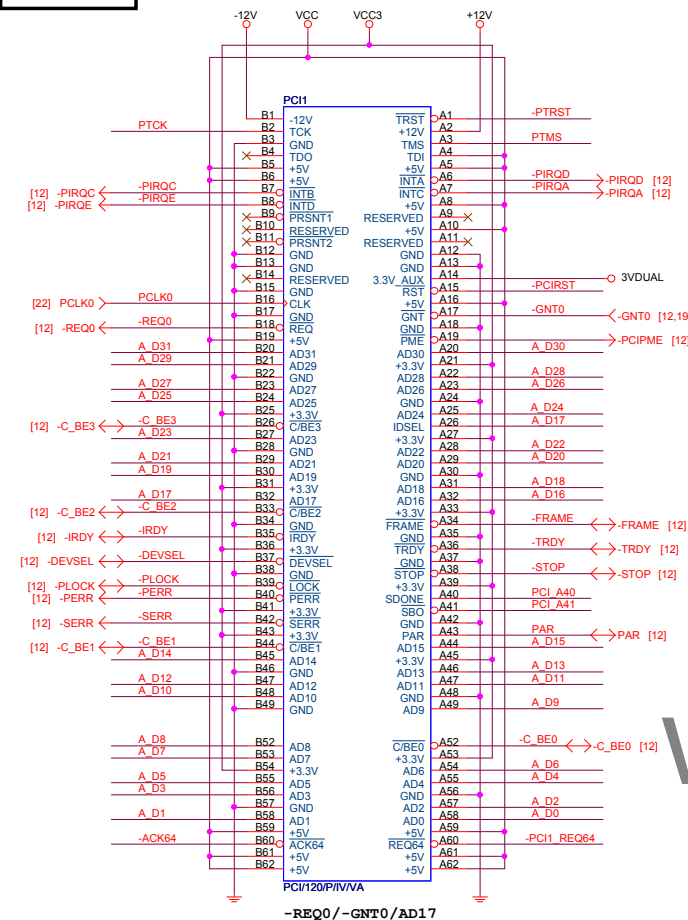 -12V VCC VCC3 +12V
PCI1
B1 -12V TRST A1 -PTRST
PTCK B2 TCK +12V A2
B3 GND TMS A3 PTMS
B4 TDO TDI A4
B5 +5V +5V A5
B6 +5V INTA A6 -PIRQD -PIRQD [12]
[12] -PIRQC -PIRQC B7 INTB INTC A7 -PIRQA -PIRQA [12]
[12] -PIRQE -PIRQE B8 INTD +5V A8
B9 PRSNT1 RESERVED A9
B10 RESERVED +5V A10
B11 PRSNT2 RESERVED A11
B12 GND GND A12
B13 GND GND A13
B14 RESERVED 3.3V_AUX A14 3VDUAL
B15 GND RST A15 -PCIRST
[22] PCLK0 PCLK0 B16 CLK +5V A16
B17 GND GNT A17 -GNT0 -GNT0 [12,19
[12] -REQ0 -REQ0 B18 REQ GND A18
B19 +5V PME A19 -PCIPME [12]
A_D31 B20 AD31 AD30 A20 A_D30
A_D29 B21 AD29 +3.3V A21
B22 GND AD28 A22 A_D28
A_D27 B23 AD27 AD26 A23 A_D26
A_D25 B24 AD25 GND A24
B25 +3.3V AD24 A25 A_D24
[12] -C_BE3 -C_BE3 B26 C/BE3 IDSEL A26 A_D17
A_D23 B27 AD23 +3.3V A27
B28 GND AD22 A28 A_D22
A_D21 B29 AD21 AD20 A29 A_D20
A_D19 B30 AD19 GND A30
B31 +3.3V AD18 A31 A_D18
A_D17 B32 AD17 AD16 A32 A_D16
[12] -C_BE2 -C_BE2 B33 C/BE2 +3.3V A33
B34 GND FRAME A34 -FRAME -FRAME [12]
[12] -IRDY -IRDY B35 IRDY GND A35
B36 +3.3V TRDY A36 -TRDY -TRDY [12]
[12] -DEVSEL -DEVSEL B37 DEVSEL GND A37
B38 GND STOP A38 -STOP -STOP [12]
[12] -PLOCK -PLOCK B39 LOCK +3.3V A39
[12] -PERR -PERR B40 PERR SDONE A40 PCI_A40
B41 +3.3V SBO A41 PCI_A41
[12] -SERR -SERR B42 SERR GND A42
B43 +3.3V PAR A43 PAR PAR [12]
[12] -C_BE1 -C_BE1 B44 C/BE1 AD15 A44 A_D15
A_D14 B45 AD14 +3.3V A45
B46 GND AD13 A46 A_D13
A_D12 B47 AD12 AD11 A47 A_D11
A_D10 B48 AD10 GND A48
B49 GND AD9 A49 A_D9
A_D8 B52 AD8 C/BE0 A52 -C_BE0 -C_BE0 [12]
A_D7 B53 AD7 +3.3V A53
B54 +3.3V AD6 A54 A_D6
A_D5 B55 AD5 AD4 A55 A_D4
A_D3 B56 AD3 GND A56
B57 GND AD2 A57 A_D2
A_D1 B58 AD1 AD0 A58 A_D0
B59 +5V +5V A59
-ACK64 B60 ACK64 REQ64 A60 -PCI1_REQ64
B61 +5V +5V A61
B62 +5V +5V A62
PCI/120/P/IV/VA
-REQ0/-GNT0/AD17